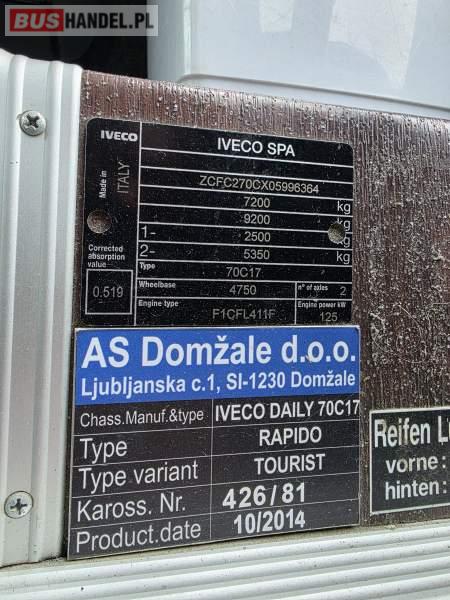 BUSHANDEL.PL
IVECO
IVECO SPA
Made in ITALY
ZCFC270CX05996364
7200 kg
9200 kg
1- 2500 kg
2- 5350 kg
Corrected absorption value
0.519
Type 70C17
Wheelbase 4750 n° of axles 2
Engine type F1CFL411F Engine power kW 125
AS Domžale d.o.o.
Ljubljanska c.1, SI-1230 Domžale
Chass.Manuf.&type IVECO DAILY 70C17
Type RAPIDO
Type variant TOURIST
Kaross. Nr. 426/81
Product.date 10/2014
Reifen
vorne:
hinten: